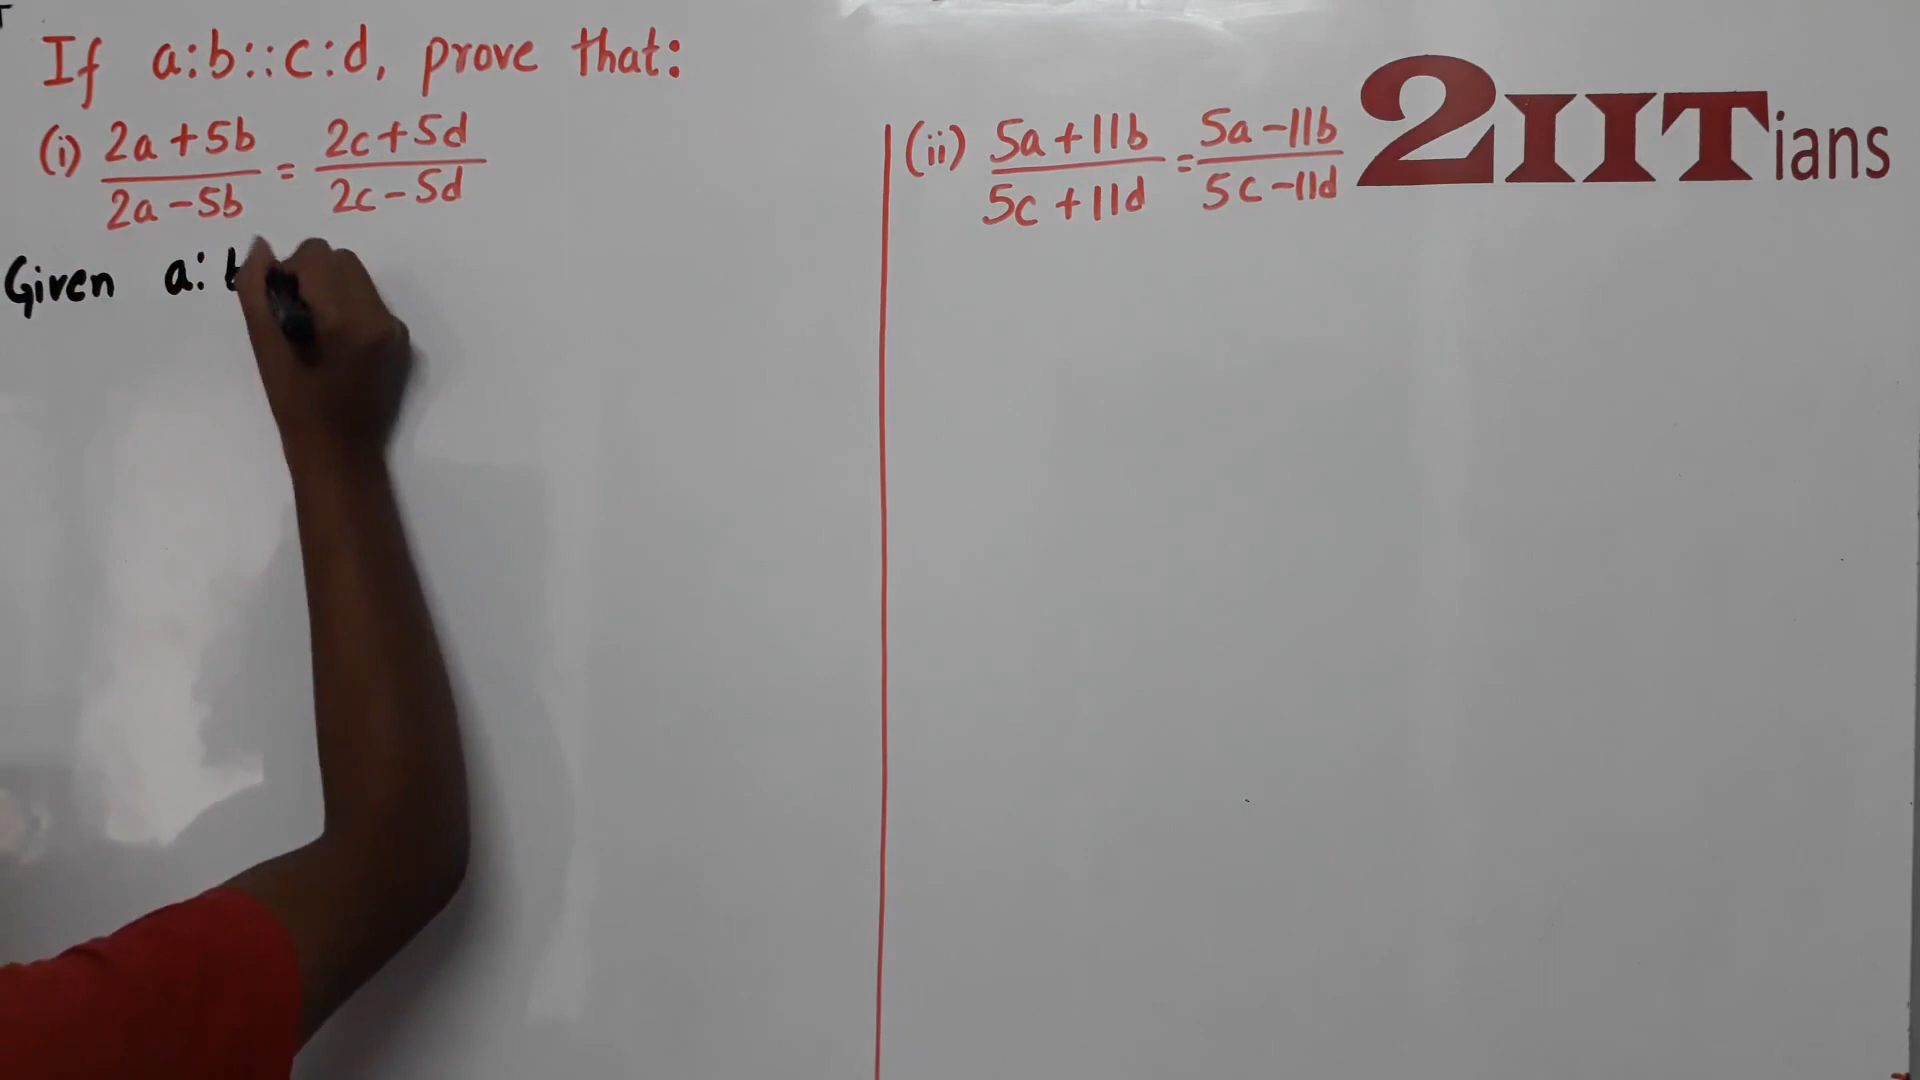 If a:b::c:d, prove that:
(i) 2a+5b/2a-5b = 2c+5d/2c-5d
Given a:
(ii) 5a+11b/5c+11d = 5a-11b/5c-11d
2IITians